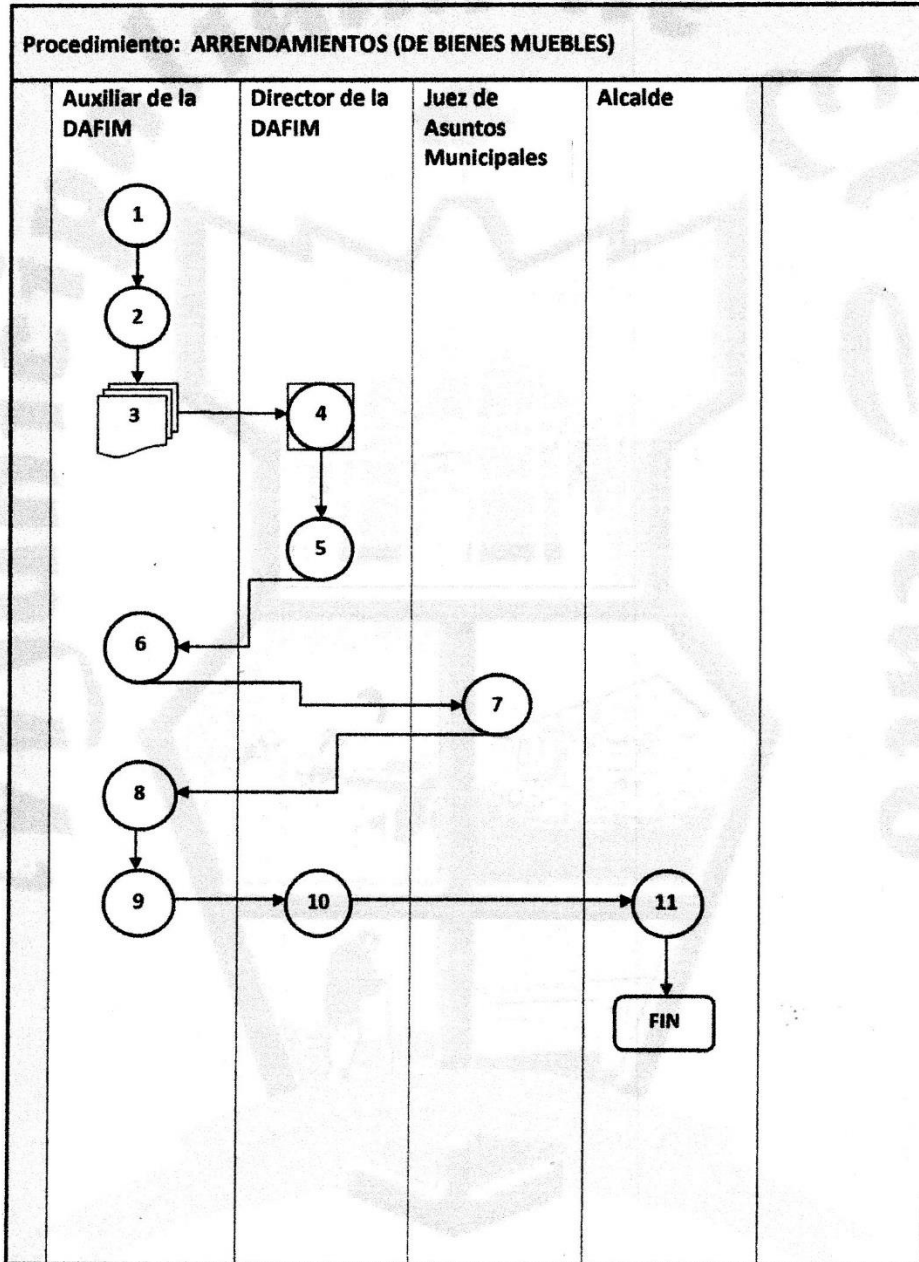 Procedimiento: ARRENDAMIENTOS (DE BIENES MUEBLES)
Auxiliar de la
DAFIM
Director de la
DAFIM
Juez de
Asuntos
Municipales
Alcalde
1
2
3
4
5
6
7
8
9
10
11
FIN